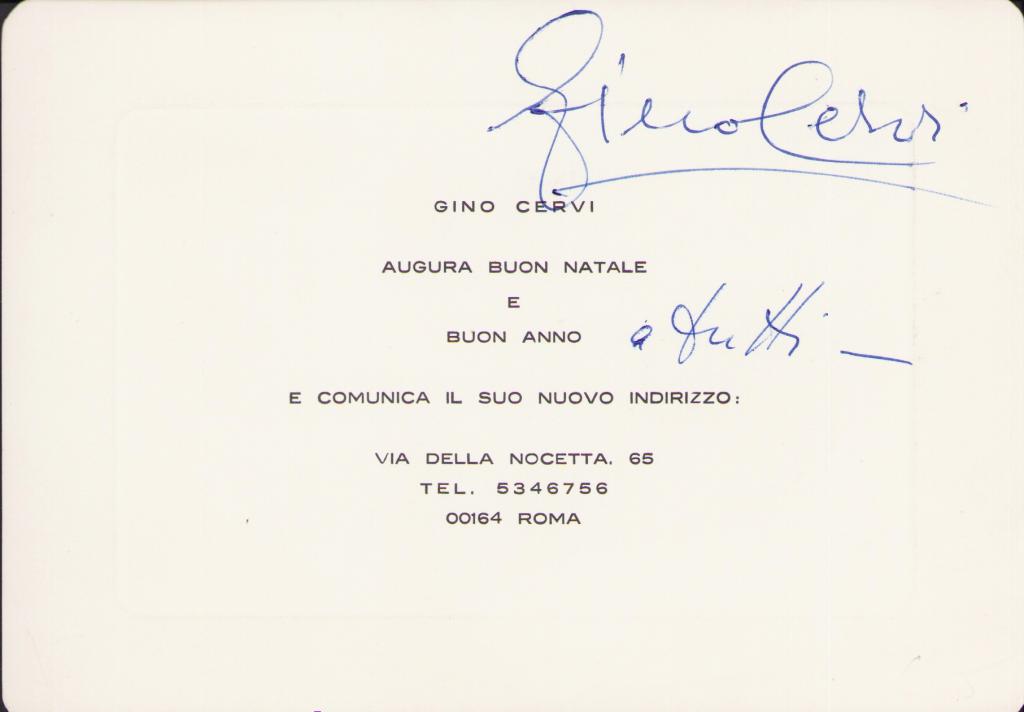 Gino Cervi
GINO CERVI
AUGURA BUON NATALE
E
BUON ANNO a tutti —
E COMUNICA IL SUO NUOVO INDIRIZZO:
VIA DELLA NOCETTA, 65
TEL. 5346756
00164 ROMA